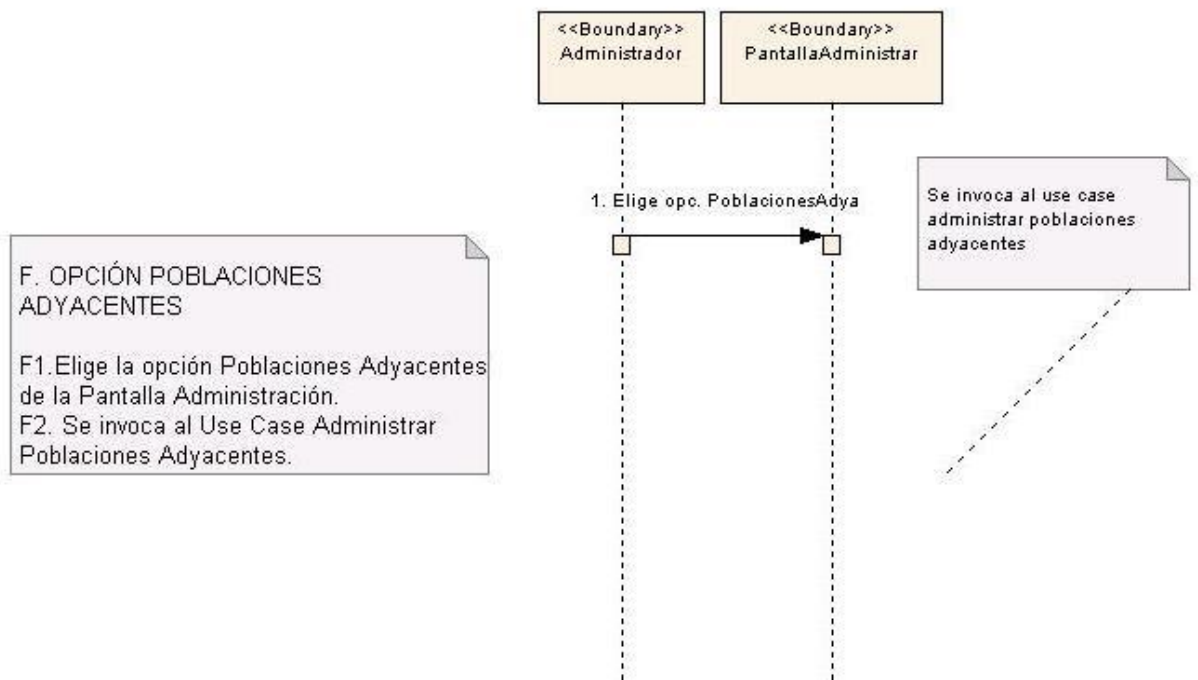 <<Boundary>>
Administrador
<<Boundary>>
PantallaAdministrar
1. Elige opc. PoblacionesAdya
Se invoca al use case
administrar poblaciones
adyacentes
F. OPCIÓN POBLACIONES
ADYACENTES
F1.Elige la opción Poblaciones Adyacentes
de la Pantalla Administración.
F2. Se invoca al Use Case Administrar
Poblaciones Adyacentes.